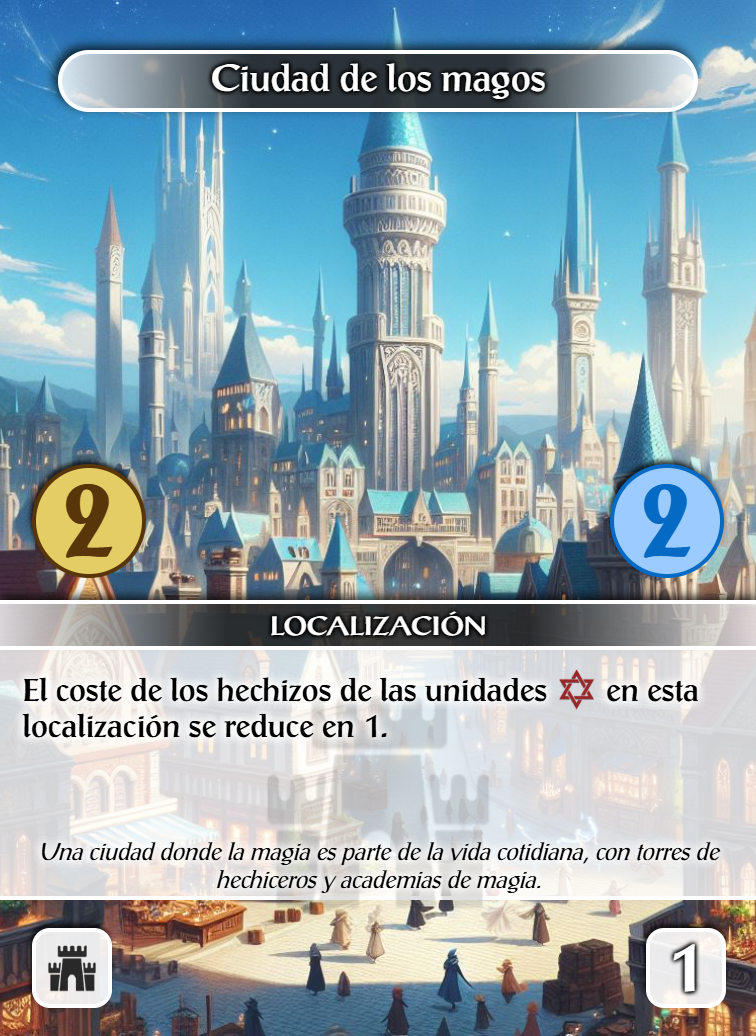 Ciudad de los magos
2 2
LOCALIZACIÓN
El coste de los hechizos de las unidades en esta
localización se reduce en 1.
Una ciudad donde la magia es parte de la vida cotidiana, con torres de
hechiceros y academias de magia.
1